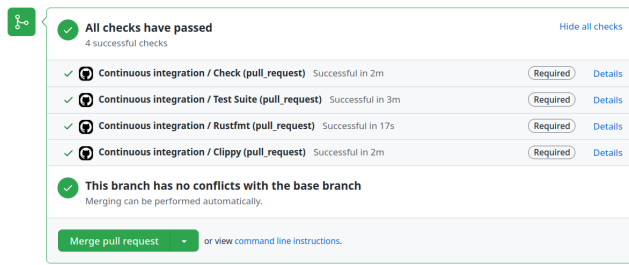 All checks have passed
Hide all checks
4 successful checks
Continuous integration / Check (pull_request) Successful in 2m Required Details
Continuous integration / Test Suite (pull_request) Successful in 3m Required Details
Continuous integration / Rustfmt (pull_request) Successful in 17s Required Details
Continuous integration / Clippy (pull_request) Successful in 2m Required Details
This branch has no conflicts with the base branch
Merging can be performed automatically.
Merge pull request or view command line instructions.